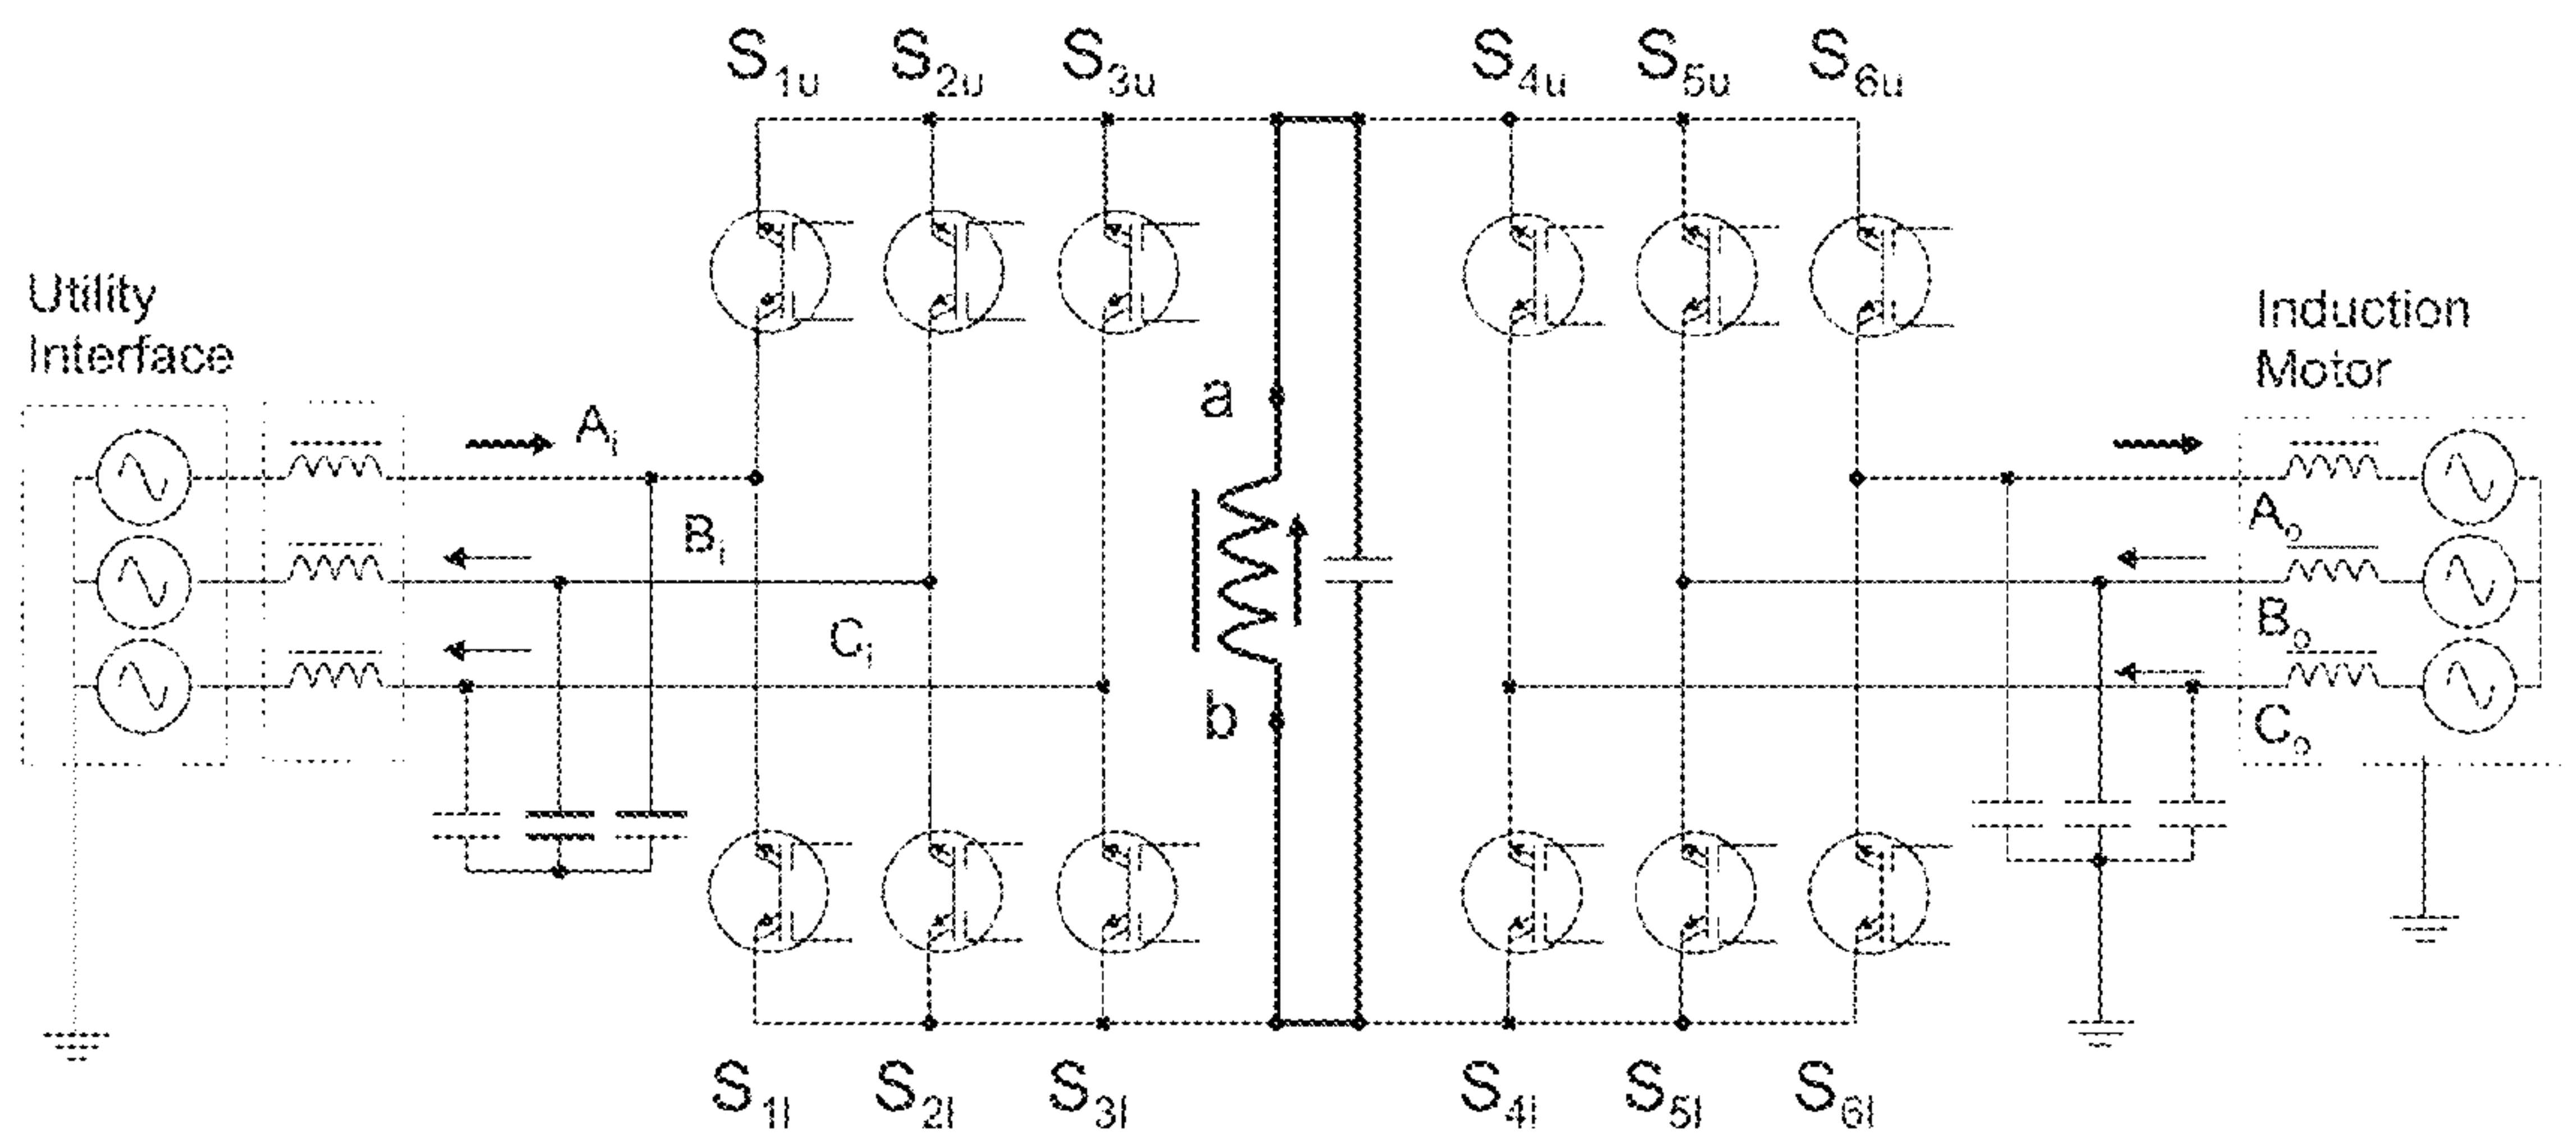 S1u S2u S3u S4u S5u S6u
Utility
Interface
Induction
Motor
Ai
a
Bi
Ao
Ci
Bo
b
Co
S1l S2l S3l S4l S5l S6l